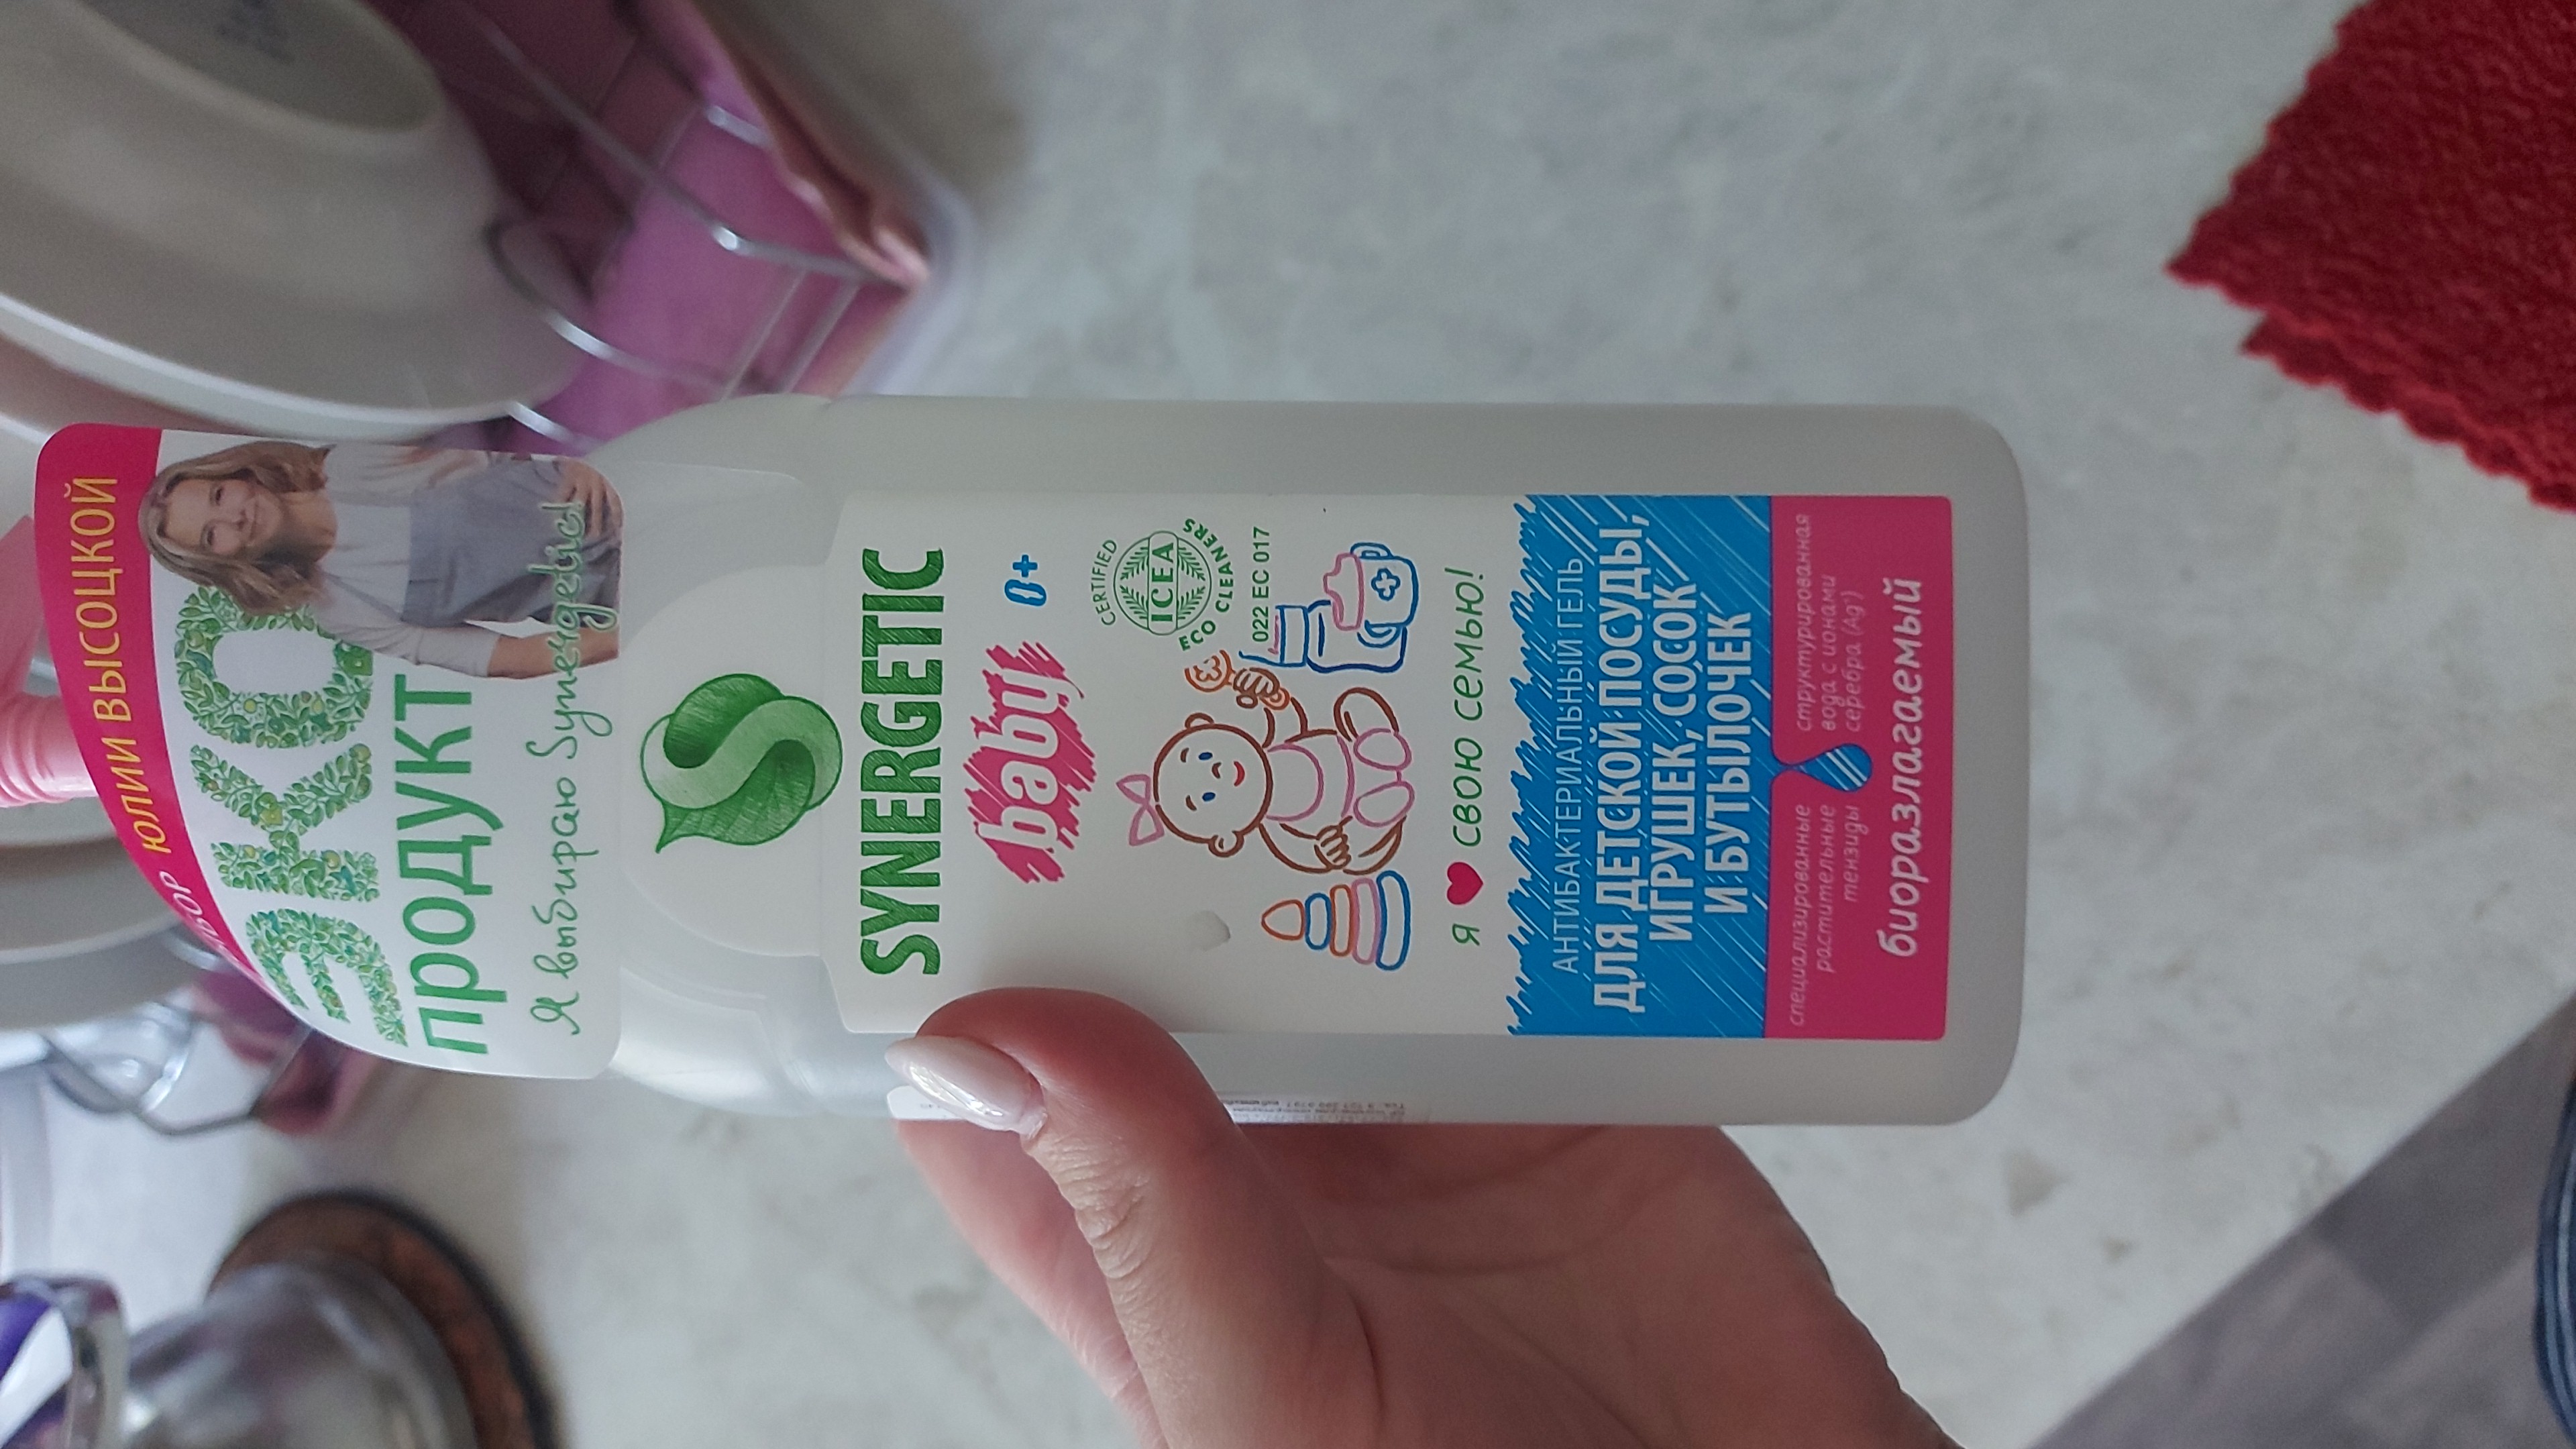 ВЫБОР ЮЛИИ ВЫСОЦКОЙ
ЭКО
ПРОДУКТ
Я выбираю Synergetic!
SYNERGETIC
baby 0+
CERTIFIED
ICEA
ECO CLEANERS
022 EC 017
Я свою семью!
АНТИБАКТЕРИАЛЬНЫЙ ГЕЛЬ
ДЛЯ ДЕТСКОЙ ПОСУДЫ,
ИГРУШЕК, СОСОК
И БУТЫЛОЧЕК
специализированные
растительные
тензиды
структурированная
вода с ионами
серебра (Ag⁺)
биоразлагаемый